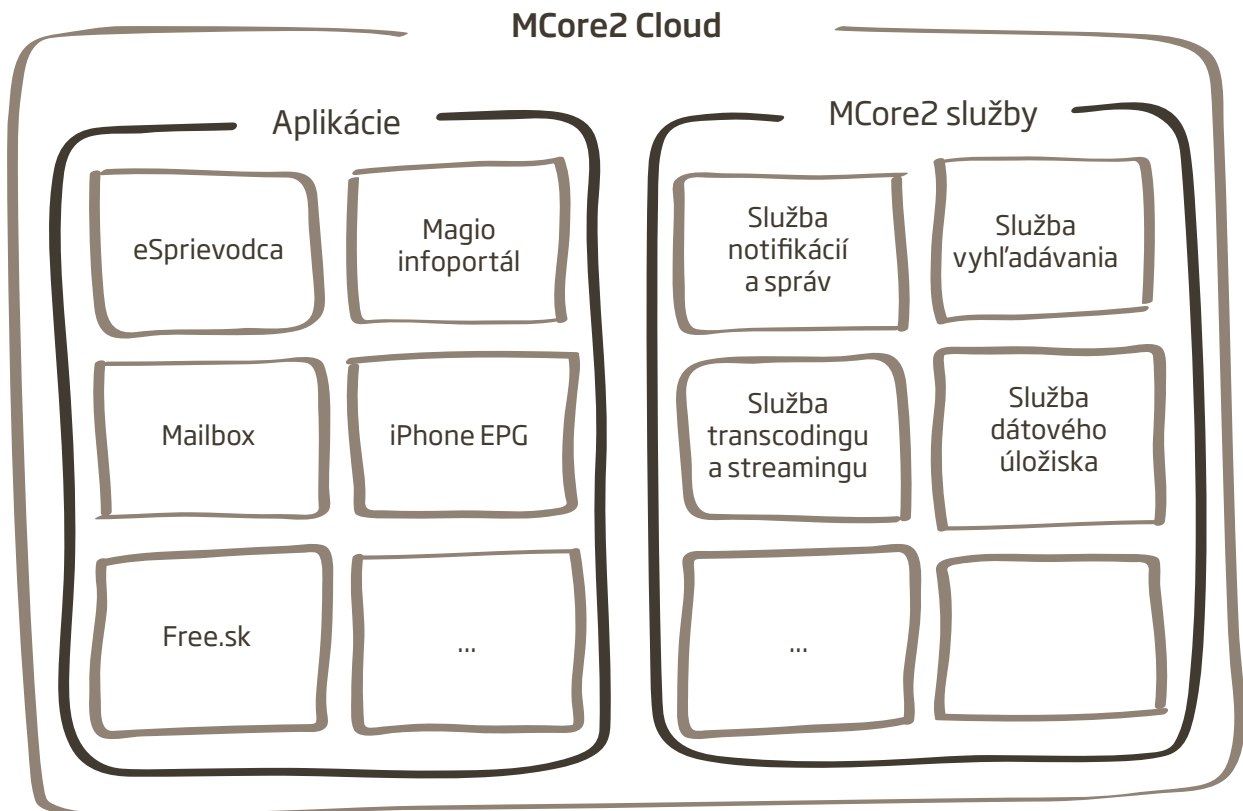 MCore2 Cloud
Aplikácie
eSprievodca
Magio
infoportál
Mailbox
iPhone EPG
Free.sk
...
MCore2 služby
Služba
notifikácií
a správ
Služba
vyhľadávania
Služba
transcodingu
a streamingu
Služba
dátového
úložiska
...